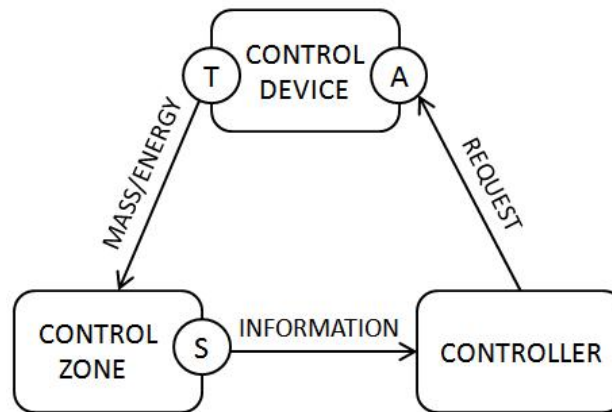 CONTROL
DEVICE
T
A
MASS/ENERGY
REQUEST
CONTROL
ZONE
S
INFORMATION
CONTROLLER